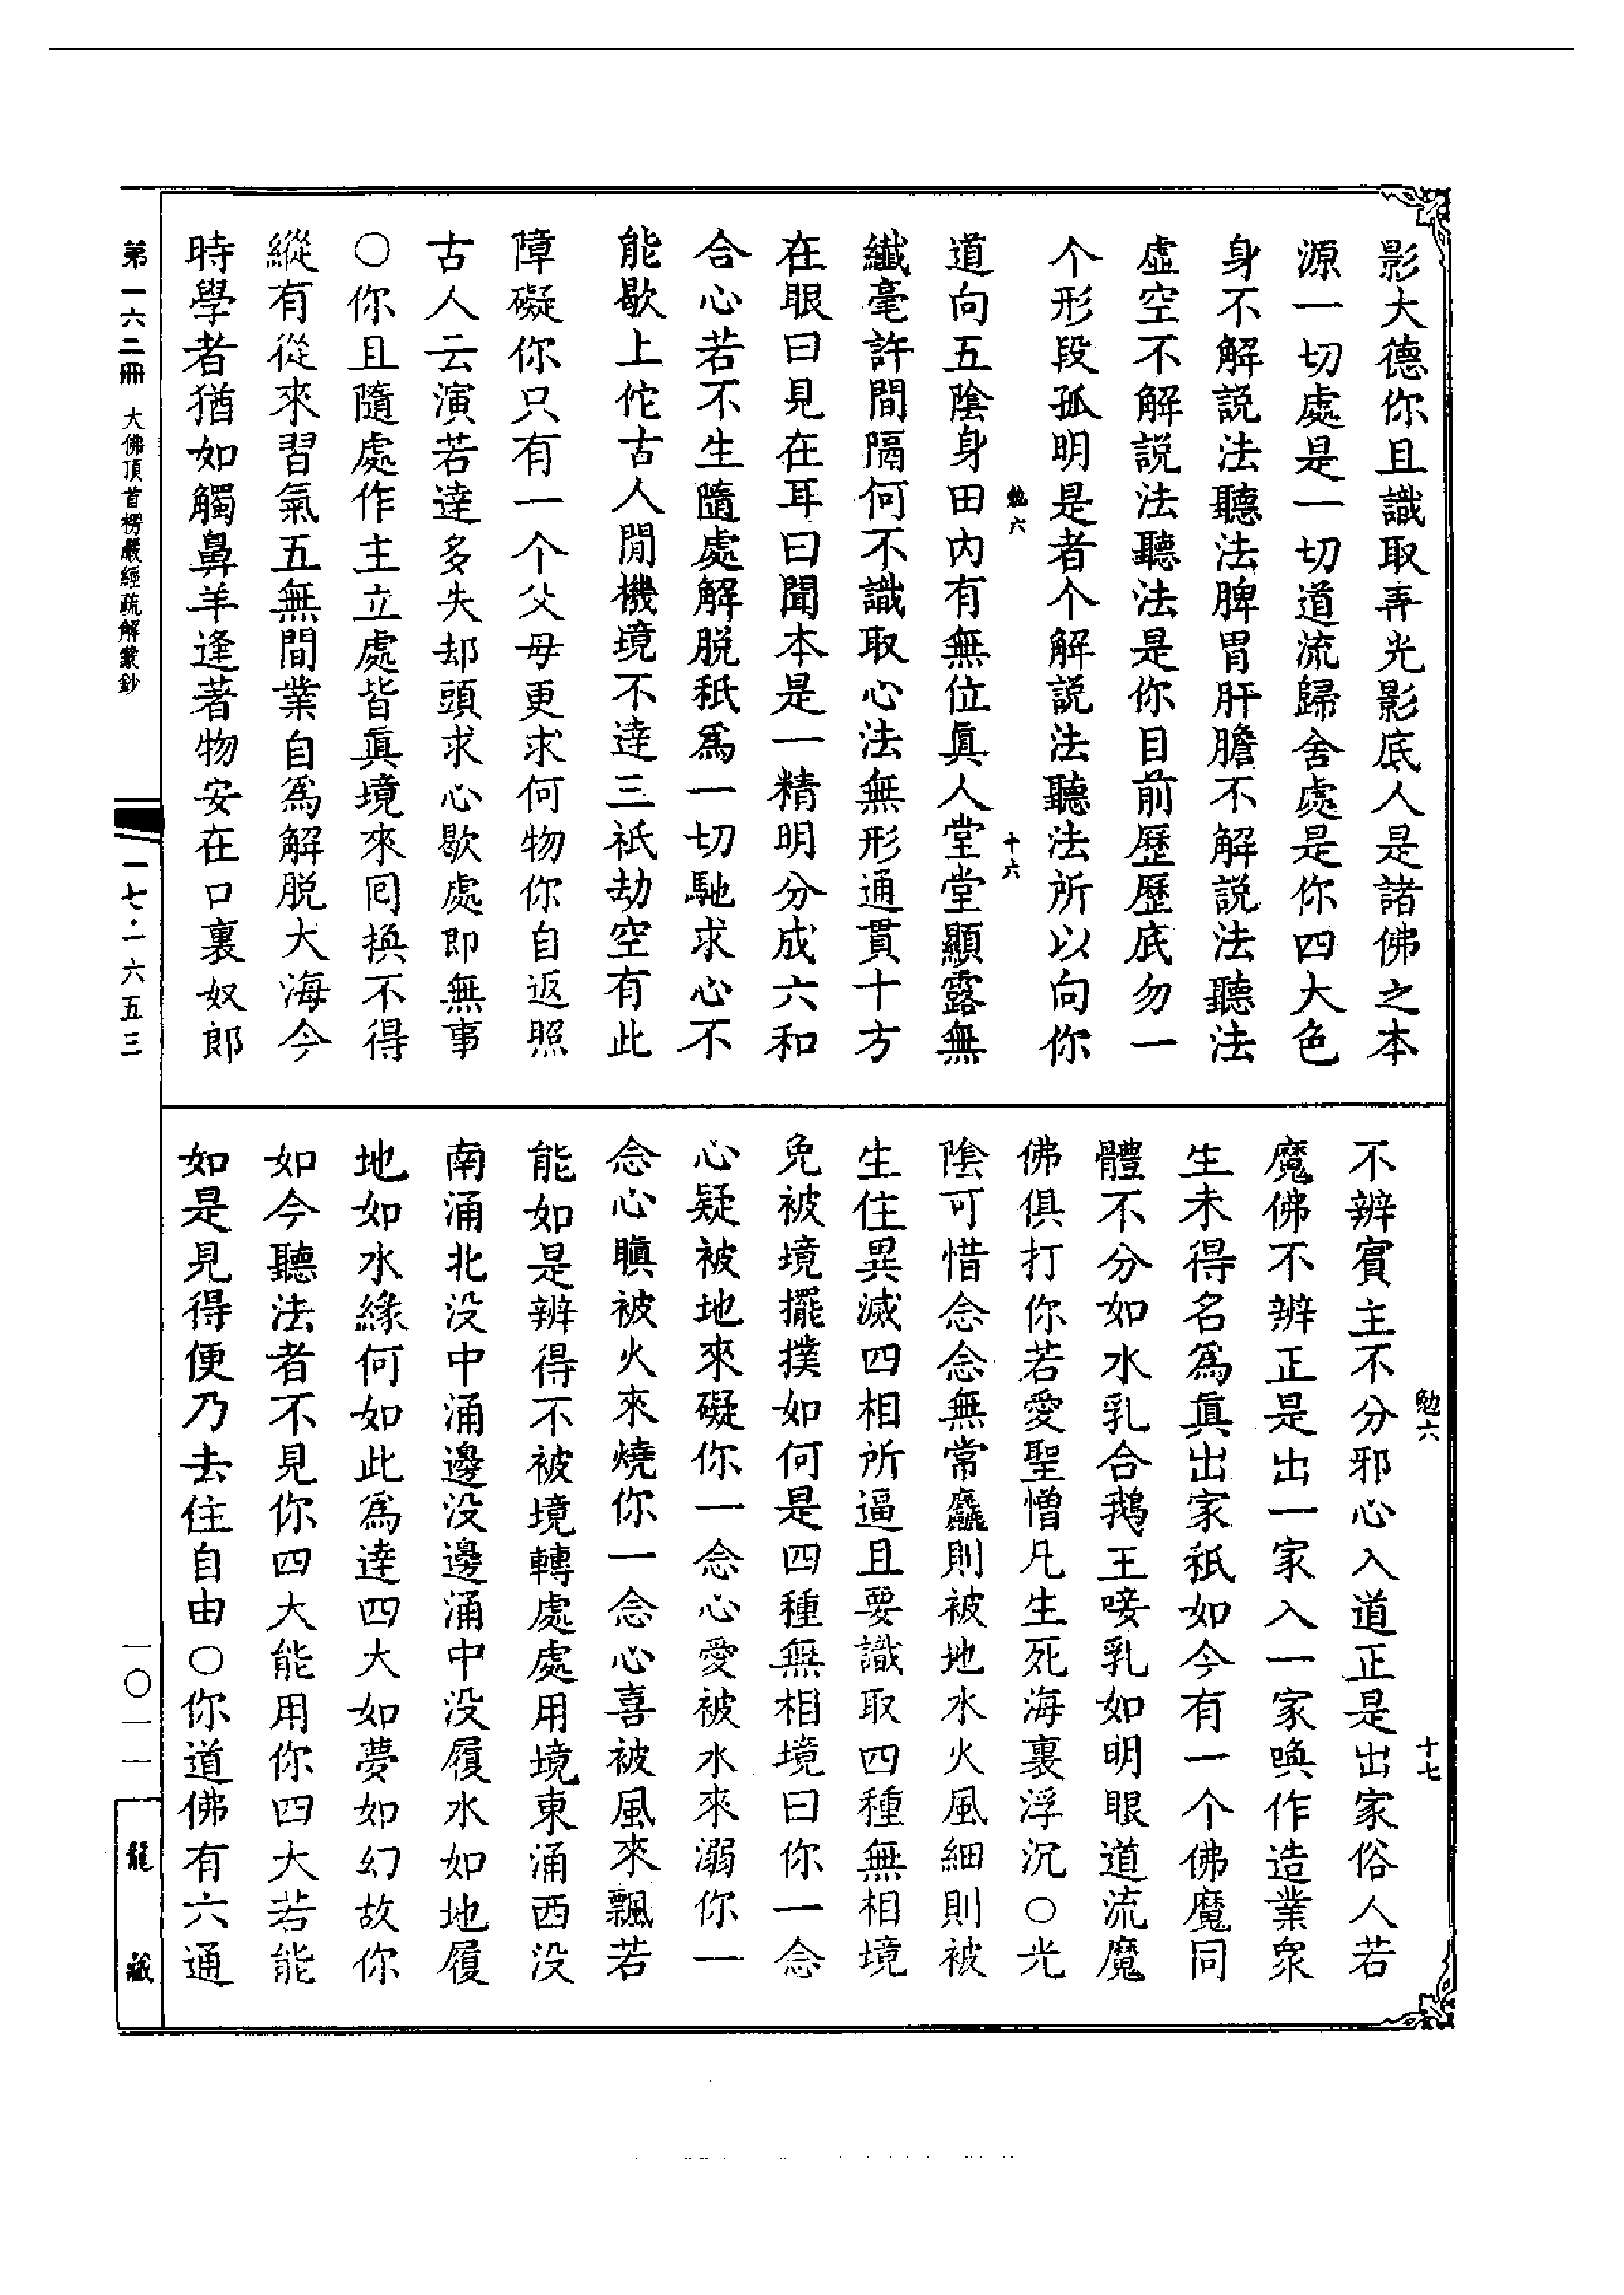 影大德你且識取弄光影底人是諸佛之本
源一切處是一切道流歸舍處是你四大色
身不解説法聽法脾胃肝膽不解説法聽法
虛空不解説法聽法是你目前歷歷底勿一
个形段孤明是者个解説法聽法所以向你
勉六
十六
道向五陰身田內有無位眞人堂堂顯露無
纖毫許間隔何不識取心法無形通貫十方
在眼曰見在耳曰聞本是一精明分成六和
合心若不生隨處解脱秖爲一切馳求心不
能歇上佗古人閒機境不達三祇劫空有此
障礙你只有一个父母更求何物你自返照
古人云演若達多失却頭求心歇處即無事
○你且隨處作主立處皆眞境來囘換不得
縱有從來習氣五無間業自爲解脱大海今
時學者猶如觸鼻羊逢著物安在口裏奴郎
勉六
十七
不辨賓主不分邪心入道正是出家俗人若
魔佛不辨正是出一家入一家喚作造業衆
生未得名爲眞出家秖如今有一个佛魔同
體不分如水乳合鵝王唼乳如明眼道流魔
佛俱打你若愛聖憎凡生死海裏浮沉○光
陰可惜念念無常麤則被地水火風細則被
生住異滅四相所逼且要識取四種無相境
免被境擺撲如何是四種無相境曰你一念
心疑被地來礙你一念心愛被水來溺你一
念心瞋被火來燒你一念心喜被風來飄若
能如是辨得不被境轉處處用境東涌西没
南涌北没中涌邊没邊涌中没履水如地履
地如水緣何如此爲達四大如夢如幻故你
如今聽法者不見你四大能用你四大若能
如是見得便乃去住自由○你道佛有六通
第一六二冊 大佛頂首楞嚴經疏解蒙鈔
一七·一六五三
一〇一一
龍藏